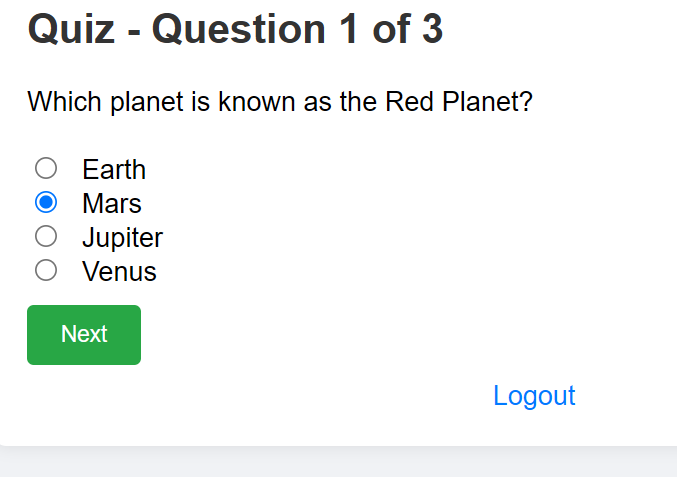 Quiz - Question 1 of 3
Which planet is known as the Red Planet?
Earth
Mars
Jupiter
Venus
Next
Logout